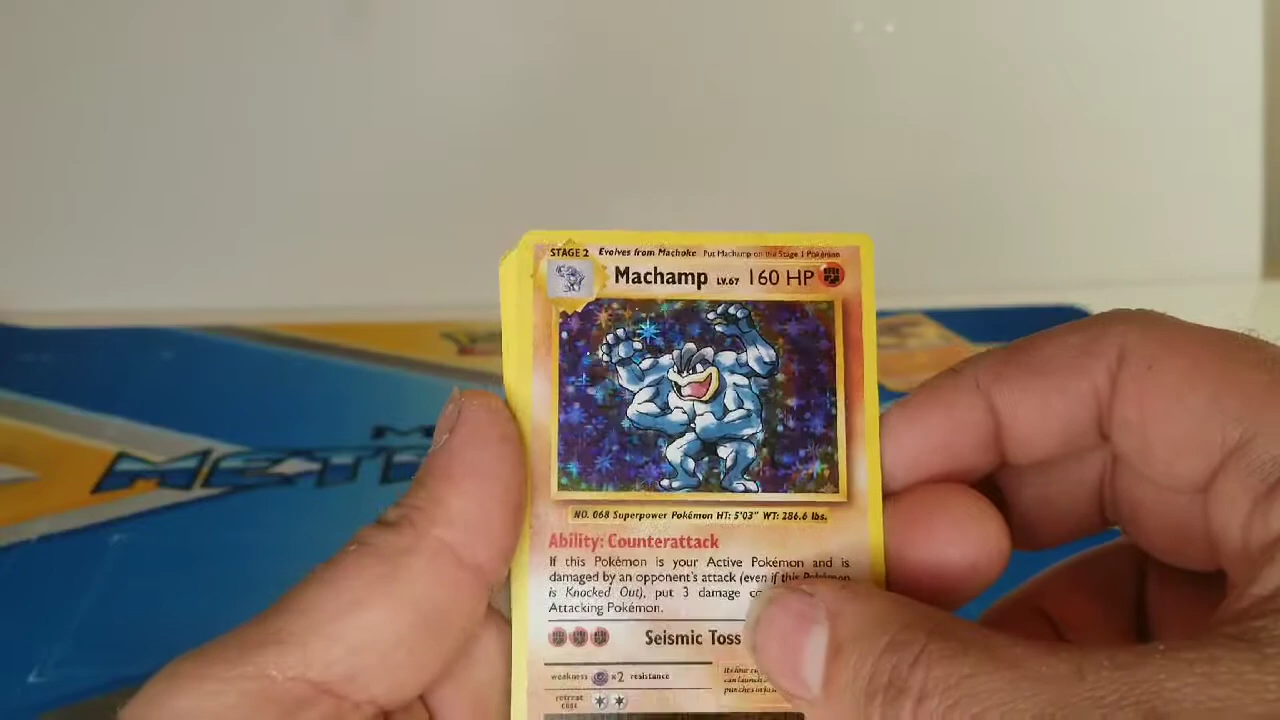 STAGE 2 Evolves from Machoke Put Machamp on the Stage 1 Pokémon
Machamp LV.67 160 HP
NO. 068 Superpower Pokémon HT: 5'03" WT: 286.6 lbs.
Ability: Counterattack
If this Pokémon is your Active Pokémon and is
damaged by an opponent's attack (even if this Pokémon
is Knocked Out), put 3 damage
Attacking Pokémon.
Seismic Toss
weakness x2 resistance
retreat
cost
can launch